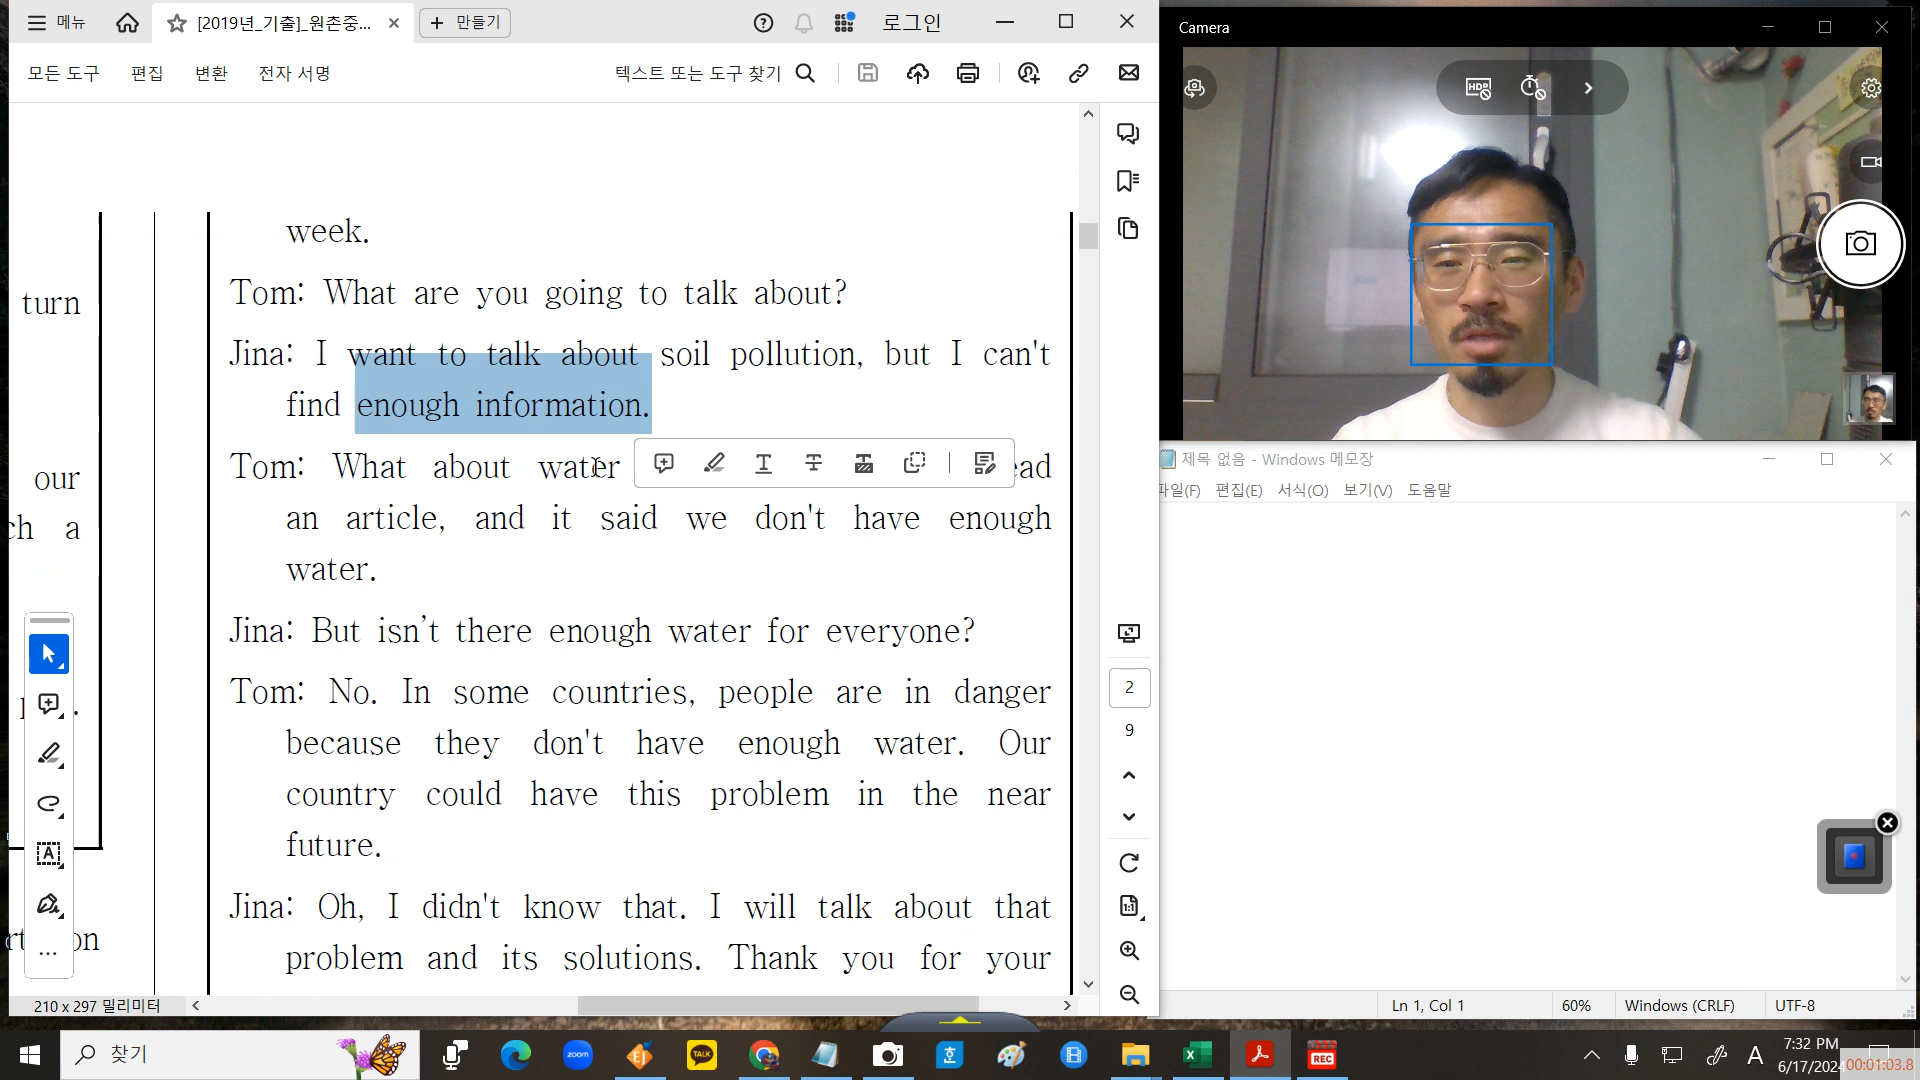 메뉴
[2019년_기출]_원촌중...
만들기
로그인
모든 도구
편집
변환
전자 서명
텍스트 또는 도구 찾기
week.
Tom: What are you going to talk about?
Jina: I want to talk about soil pollution, but I can't
find enough information.
Tom: What about water
an article, and it said we don't have enough
water.
Jina: But isn't there enough water for everyone?
Tom: No. In some countries, people are in danger
because they don't have enough water. Our
country could have this problem in the near
future.
Jina: Oh, I didn't know that. I will talk about that
problem and its solutions. Thank you for your
turn
our
a
2
9
1:1
210 x 297 밀리미터
Camera
HDR
제목 없음 - Windows 메모장
파일(F)
편집(E)
서식(O)
보기(V)
도움말
Ln 1, Col 1
60%
Windows (CRLF)
UTF-8
찾기
zoom
TALK
REC
A
7:32 PM
6/17/2024
00:01:03.8